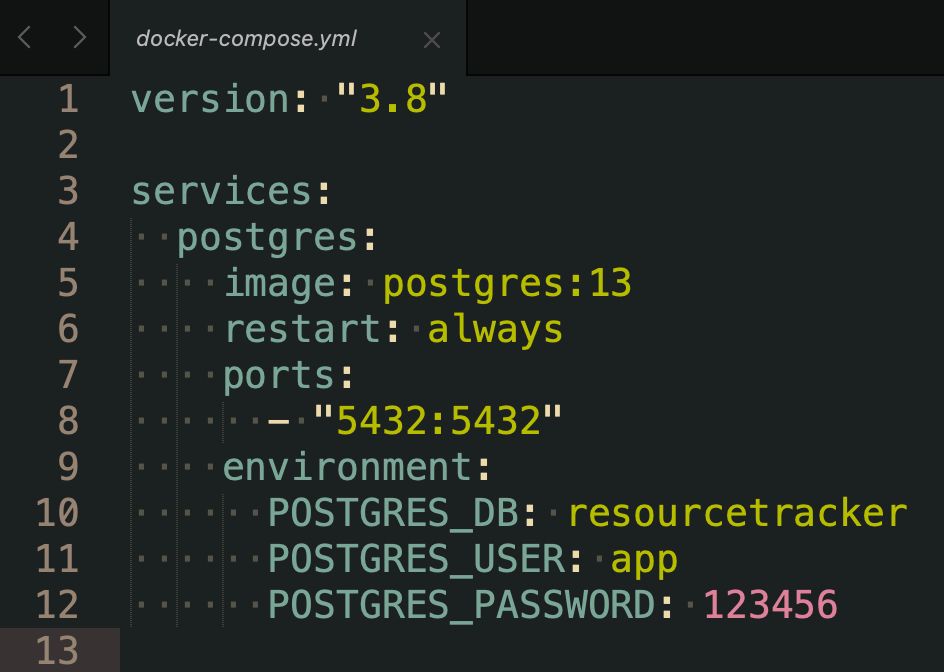 docker-compose.yml
1 version: "3.8"
2
3 services:
4   postgres:
5     image: postgres:13
6     restart: always
7     ports:
8       - "5432:5432"
9     environment:
10       POSTGRES_DB: resourcetracker
11       POSTGRES_USER: app
12       POSTGRES_PASSWORD: 123456
13